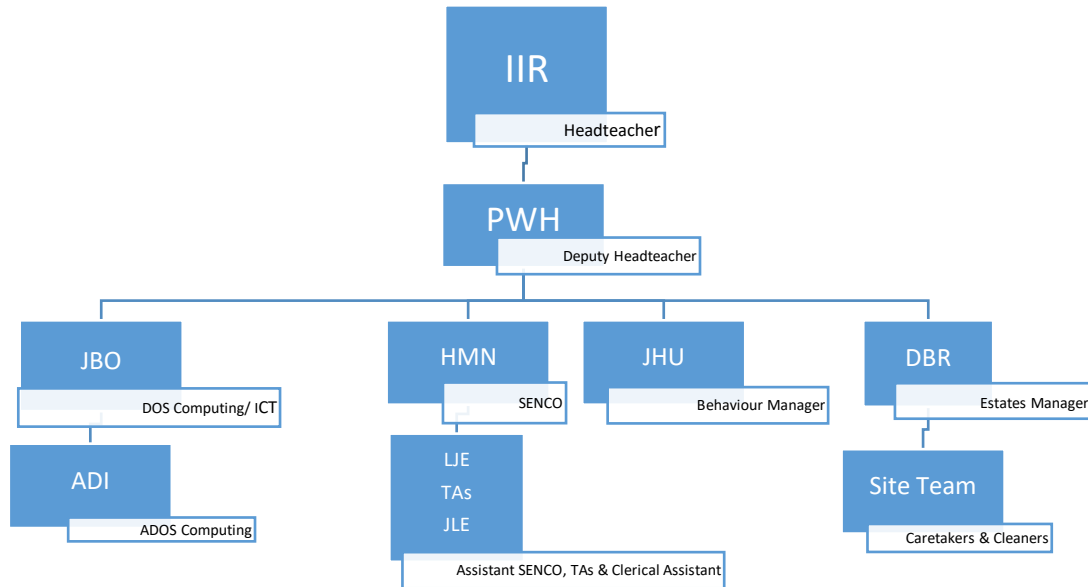 IIR
Headteacher
PWH
Deputy Headteacher
JBO
DOS Computing/ ICT
HMN
SENCO
JHU
Behaviour Manager
DBR
Estates Manager
ADI
ADOS Computing
LJE
TAs
JLE
Assistant SENCO, TAs & Clerical Assistant
Site Team
Caretakers & Cleaners